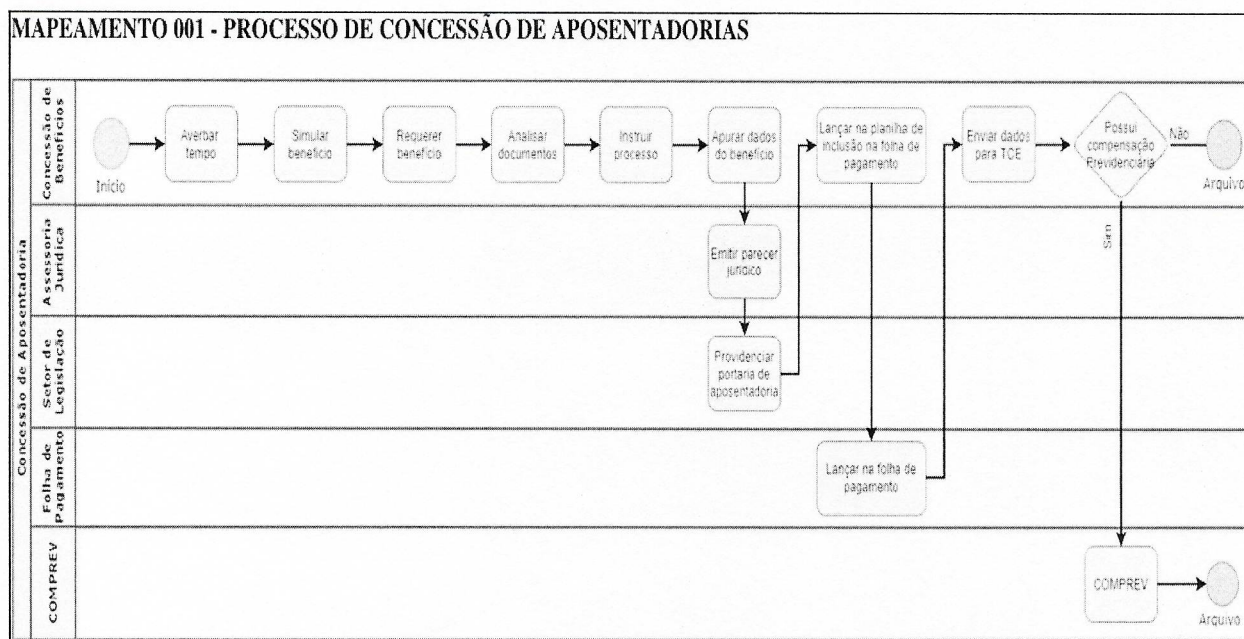 MAPEAMENTO 001 - PROCESSO DE CONCESSÃO DE APOSENTADORIAS
Concessão de Aposentadoria
Concessão de
Benefícios
Início
Averbar
tempo
Simular
benefício
Requerer
benefício
Analisar
documentos
Instruir
processo
Apurar dados
do benefício
Lançar na planilha de
inclusão na folha de
pagamento
Enviar dados
para TCE
Possui
compensação
Previdenciária
Não
Arquivo
Sim
Assessoria
Jurídica
Emitir parecer
jurídico
Setor de
Legislação
Providenciar
portaria de
aposentadoria
Folha de
Pagamento
Lançar na folha de
pagamento
COMPREV
COMPREV
Arquivo